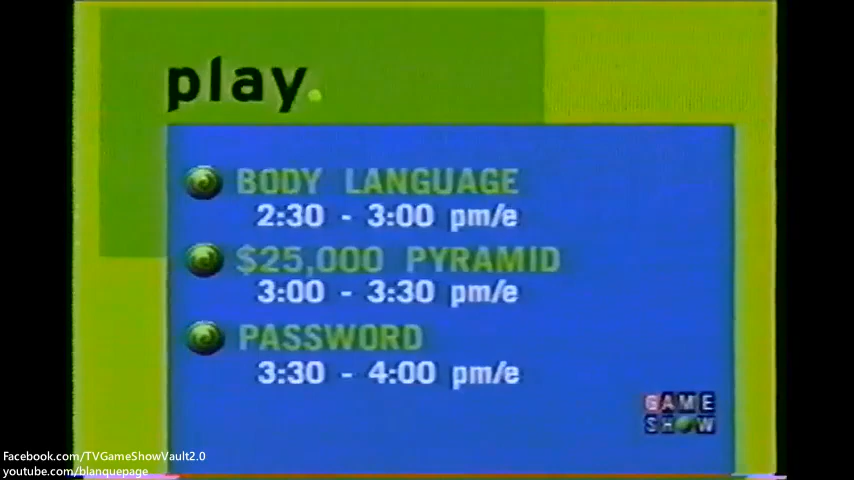 play.
BODY LANGUAGE
2:30 - 3:00 pm/e
$25,000 PYRAMID
3:00 - 3:30 pm/e
PASSWORD
3:30 - 4:00 pm/e
GAME
SHOW
Facebook.com/TVGameShowVault2.0
youtube.com/blanquepage